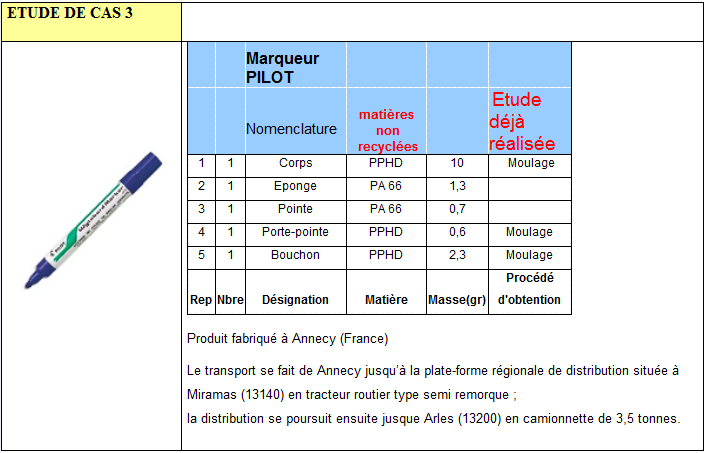 ETUDE DE CAS 3
Marqueur
PILOT
Nomenclature
matières
non
recyclées
Etude
déjà
réalisée
1 1 Corps PPHD 10 Moulage
2 1 Eponge PA 66 1,3
3 1 Pointe PA 66 0,7
4 1 Porte-pointe PPHD 0,6 Moulage
5 1 Bouchon PPHD 2,3 Moulage
Rep Nbre Désignation Matière Masse(gr) Procédé
d'obtention
Produit fabriqué à Annecy (France)
Le transport se fait de Annecy jusqu'à la plate-forme régionale de distribution située à
Miramas (13140) en tracteur routier type semi remorque ;
la distribution se poursuit ensuite jusque Arles (13200) en camionnette de 3,5 tonnes.
PILOT